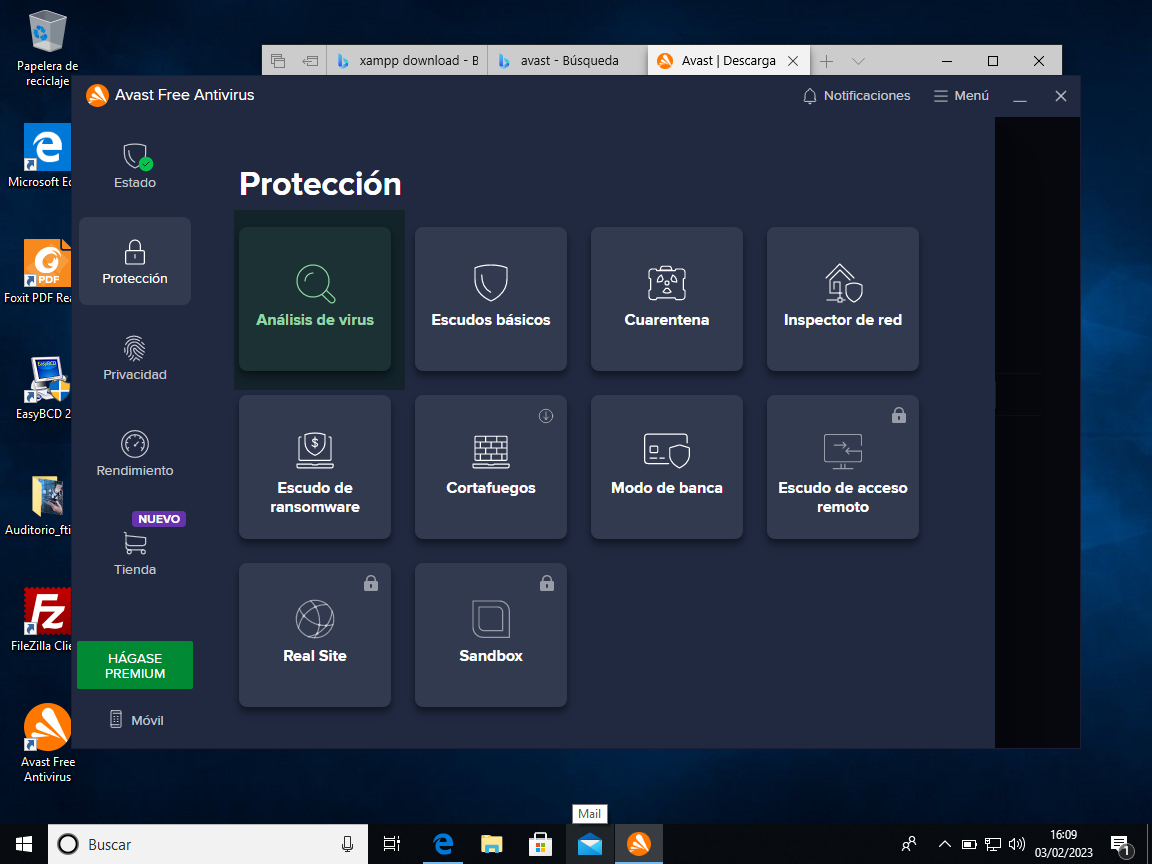 Papelera de
reciclaje
xampp download - B
avast - Búsqueda
Avast | Descarga
Avast Free Antivirus
Notificaciones
Menú
Microsoft Ed
Foxit PDF Rea
PDF
EasyBCD
EasyBCD 2
Auditorio_fti
FileZilla Clie
Fz
Avast Free
Antivirus
Estado
Protección
Privacidad
Rendimiento
NUEVO
Tienda
HÁGASE
PREMIUM
Móvil
Protección
Análisis de virus
Escudos básicos
Cuarentena
Inspector de red
Escudo de
ransomware
Cortafuegos
Modo de banca
Escudo de acceso
remoto
Real Site
Sandbox
Mail
Buscar
16:09
03/02/2023
1